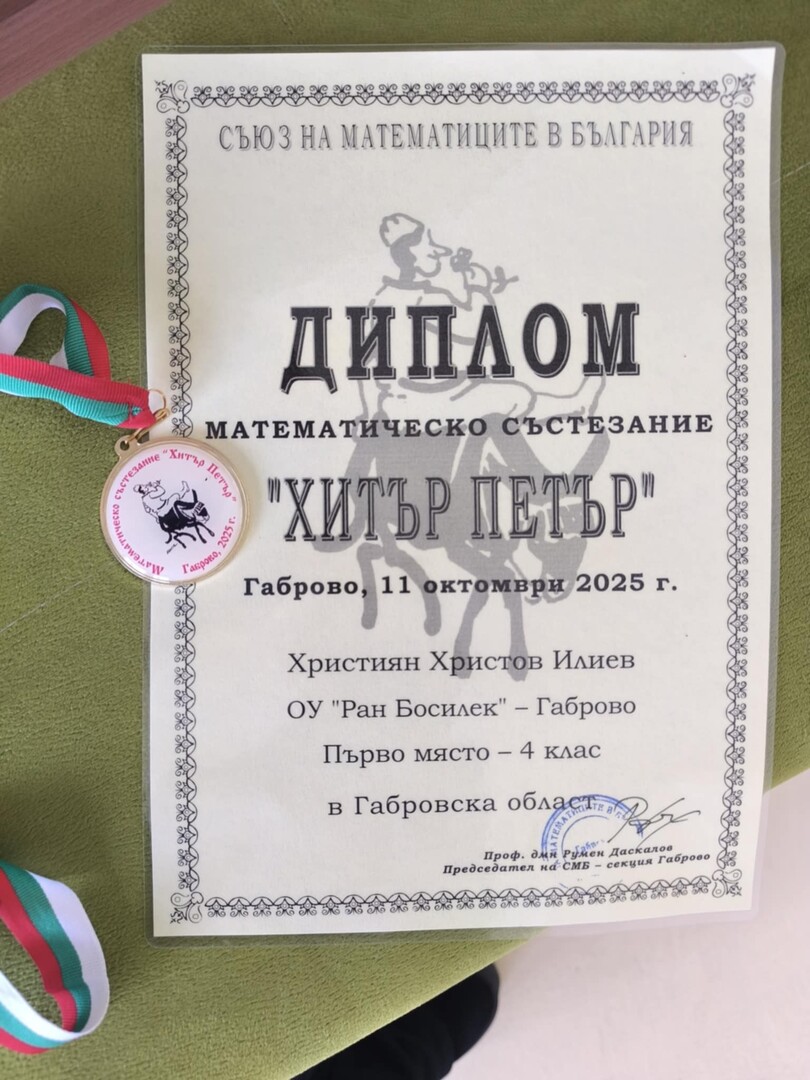 СЪЮЗ НА МАТЕМАТИЦИТЕ В БЪЛГАРИЯ
ДИПЛОМ
МАТЕМАТИЧЕСКО СЪСТЕЗАНИЕ
"ХИТЪР ПЕТЪР"
Габрово, 11 октомври 2025 г.
Християн Христов Илиев
ОУ "Ран Босилек" – Габрово
Първо място – 4 клас
в Габровска област
Проф. дмн Румен Даскалов
Председател на СМБ – секция Габрово
Математическо състезание "Хитър Петър"
Габрово, 2025 г.
МАТЕМАТИЦИТЕ В